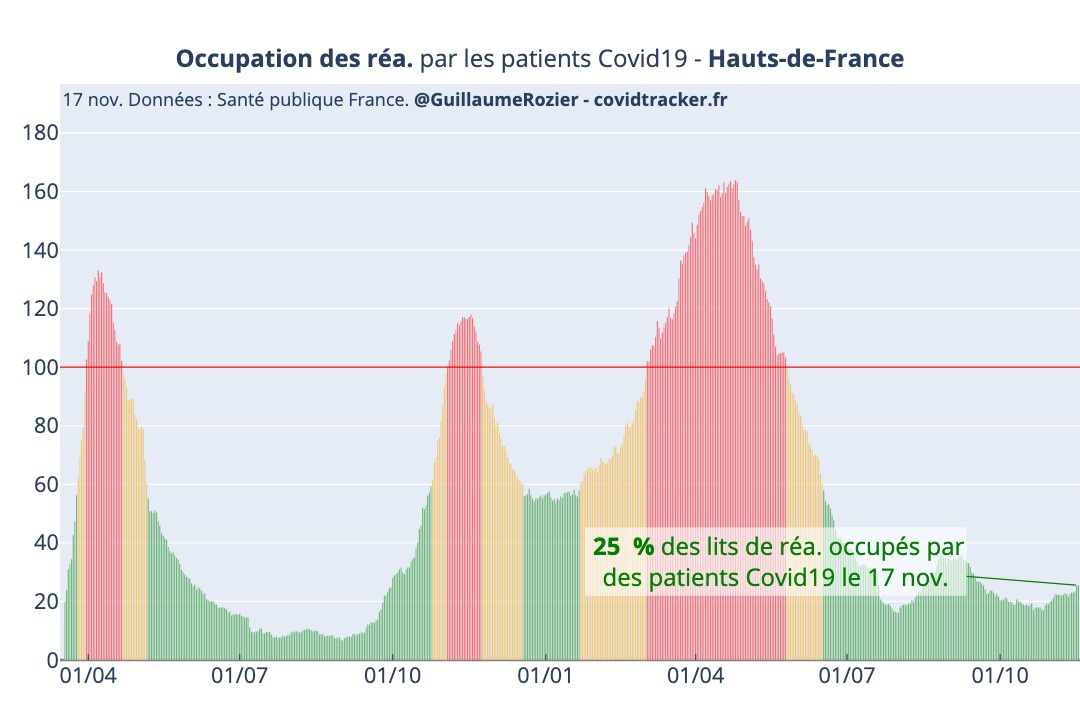 Occupation des réa. par les patients Covid19 - Hauts-de-France
17 nov. Données : Santé publique France. @GuillaumeRozier - covidtracker.fr
180
160
140
120
100
80
60
40
20
0
25 % des lits de réa. occupés par
des patients Covid19 le 17 nov.
01/04 01/07 01/10 01/01 01/04 01/07 01/10